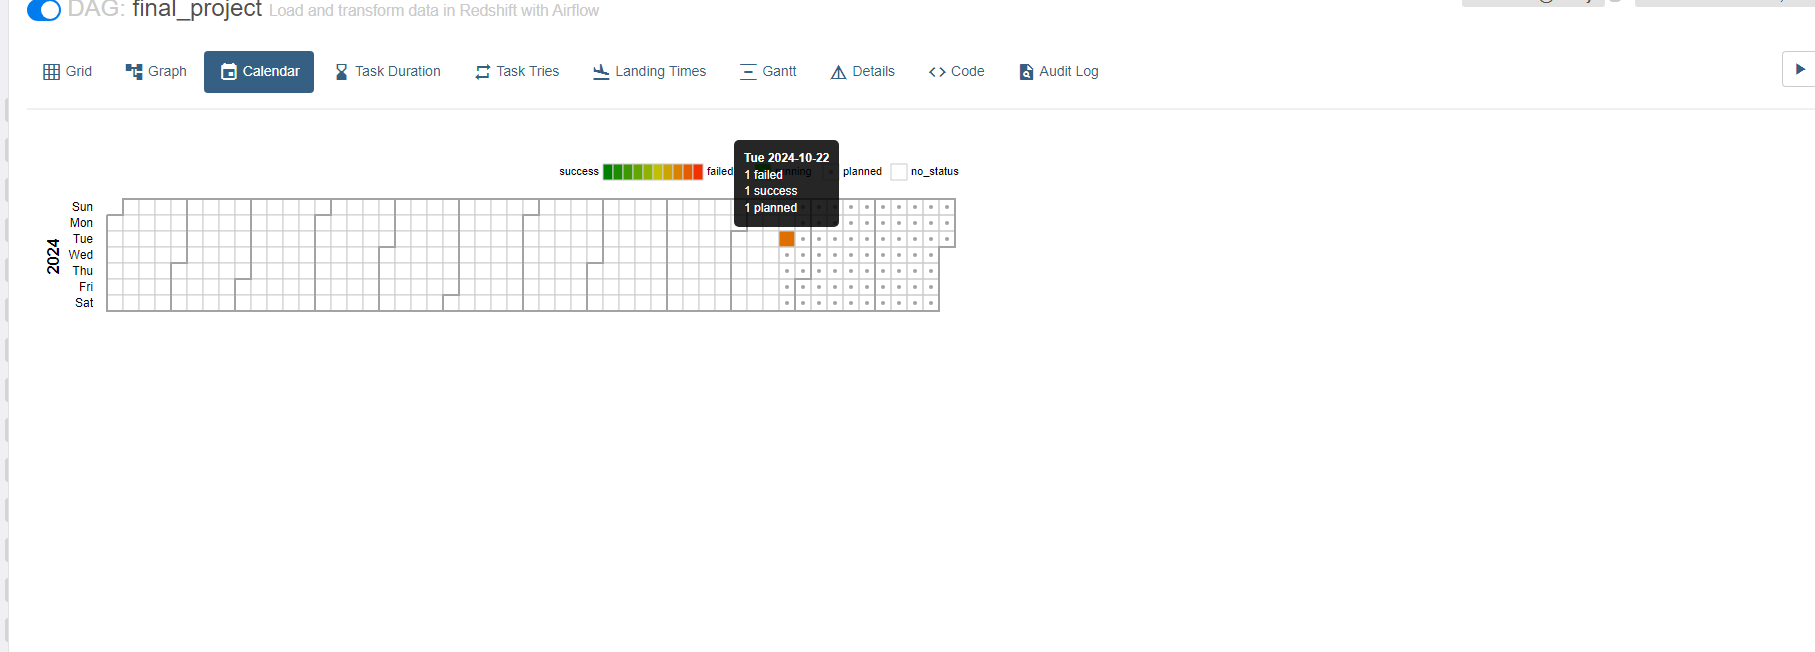 DAG: final_project Load and transform data in Redshift with Airflow
Grid Graph Calendar Task Duration Task Tries Landing Times Gantt Details Code Audit Log
success failed planned no_status
Tue 2024-10-22
1 failed
1 success
1 planned
2024
Sun
Mon
Tue
Wed
Thu
Fri
Sat